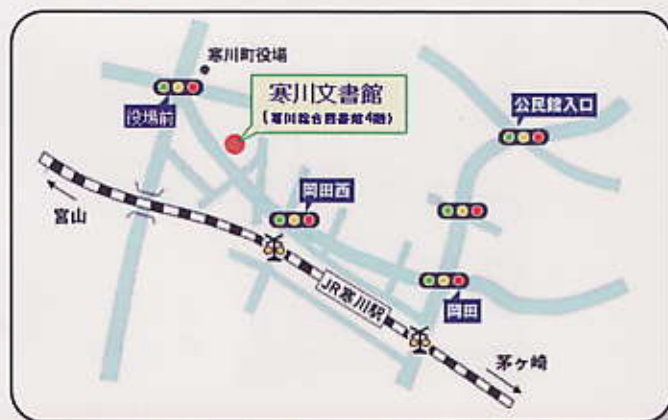 寒川町役場
寒川文書館
(寒川総合図書館4階)
役場前
公民館入口
宮山
岡田西
JR寒川駅
岡田
茅ヶ崎